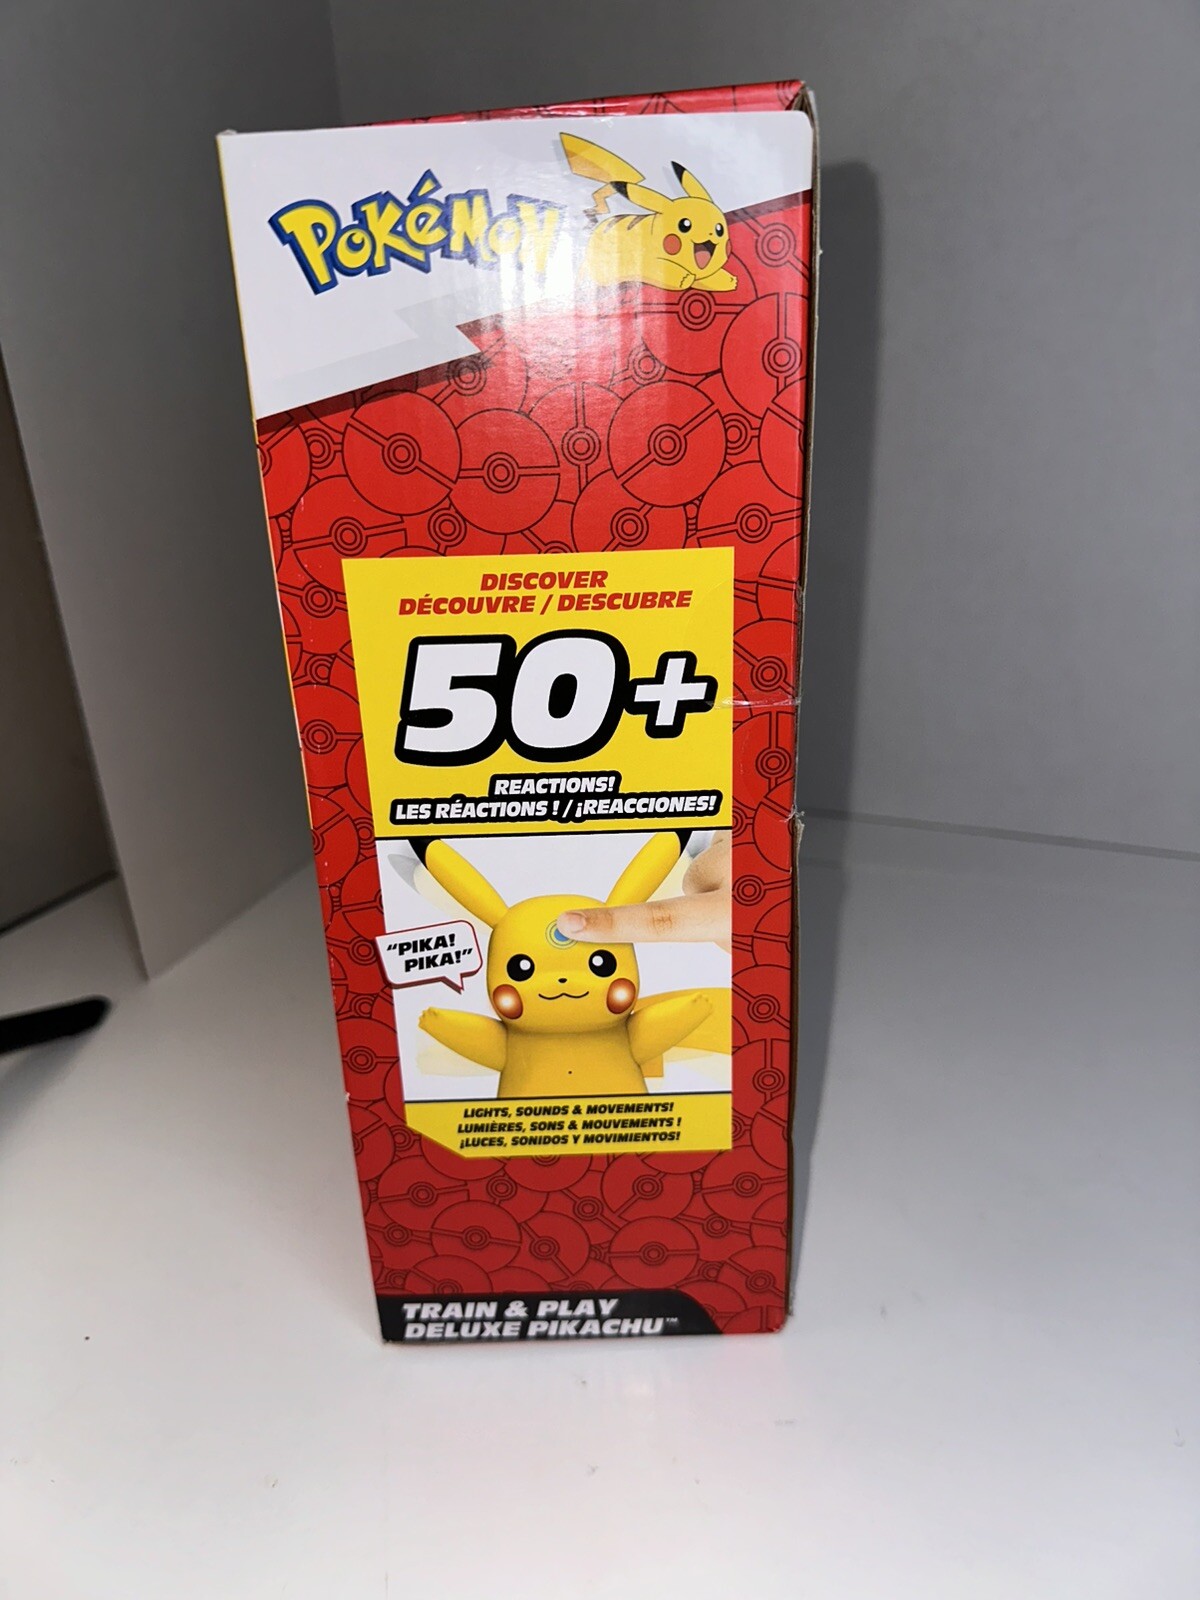 POKéMON
DISCOVER
DÉCOUVRE / DESCUBRE
50+
REACTIONS!
LES RÉACTIONS ! / ¡REACCIONES!
"PIKA!
PIKA!"
LIGHTS, SOUNDS & MOVEMENTS!
LUMIÈRES, SONS & MOUVEMENTS !
¡LUCES, SONIDOS Y MOVIMIENTOS!
TRAIN & PLAY
DELUXE PIKACHU™